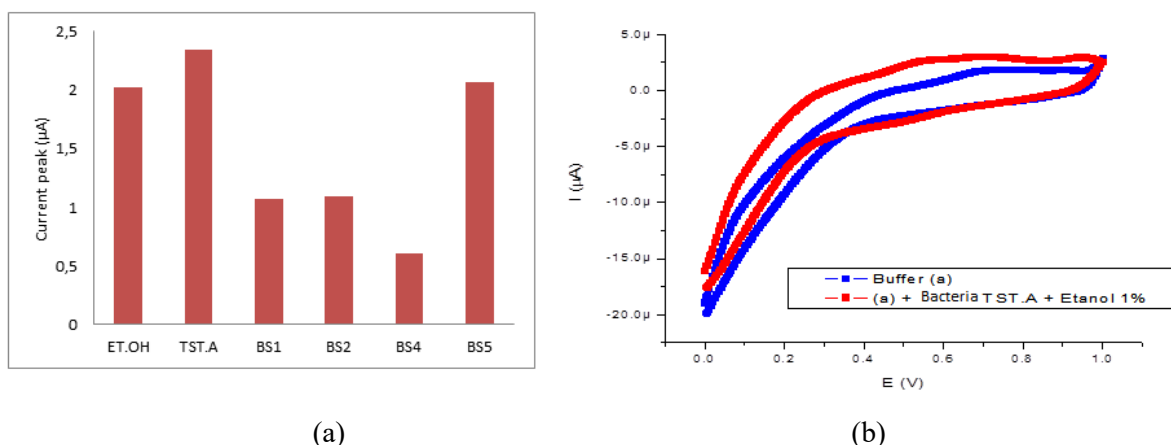 2,5
2
1,5
1
0,5
0
Current peak (µA)
ET.OH TST.A BS1 BS2 BS4 BS5
(a)
5.0µ
0.0
-5.0µ
-10.0µ
-15.0µ
-20.0µ
I (µA)
Buffer (a)
(a) + Bacteria TST.A + Etanol 1%
0.0 0.2 0.4 0.6 0.8 1.0
E (V)
(b)